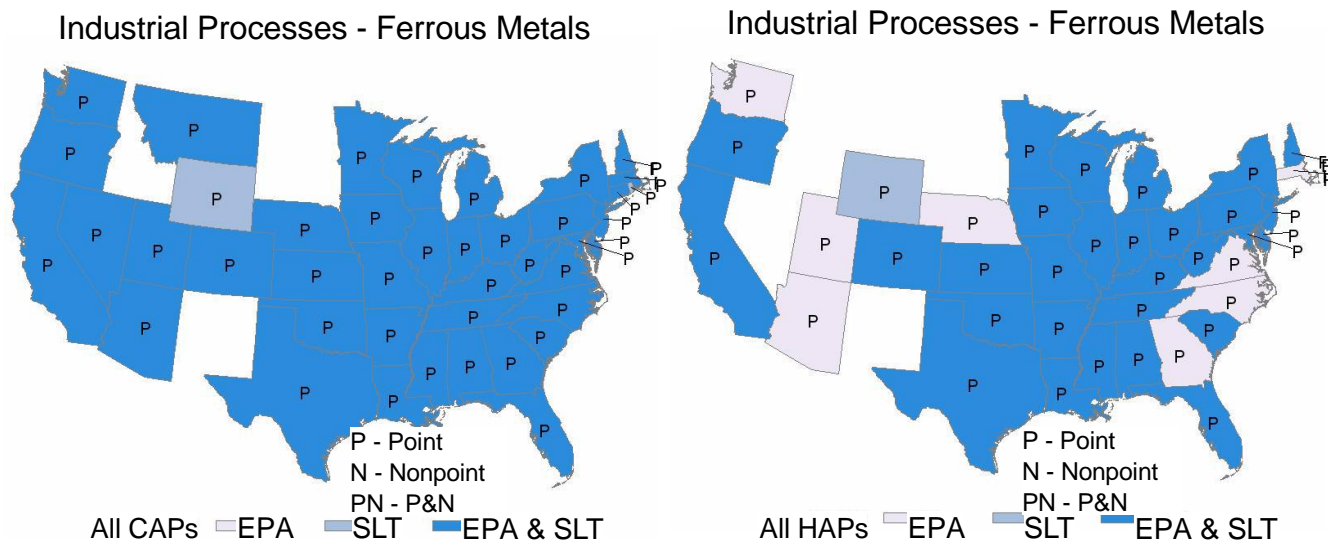 Industrial Processes - Ferrous Metals
P P P P P P P P P P P P P P P P P P P P P P P P P P P P P P P P P P P P P P P P P P
P - Point
N - Nonpoint
PN - P&N
All CAPs EPA SLT EPA & SLT
Industrial Processes - Ferrous Metals
P P P P P P P P P P P P P P P P P P P P P P P P P P P P P P P P P P P P P P
P - Point
N - Nonpoint
PN - P&N
All HAPs EPA SLT EPA & SLT